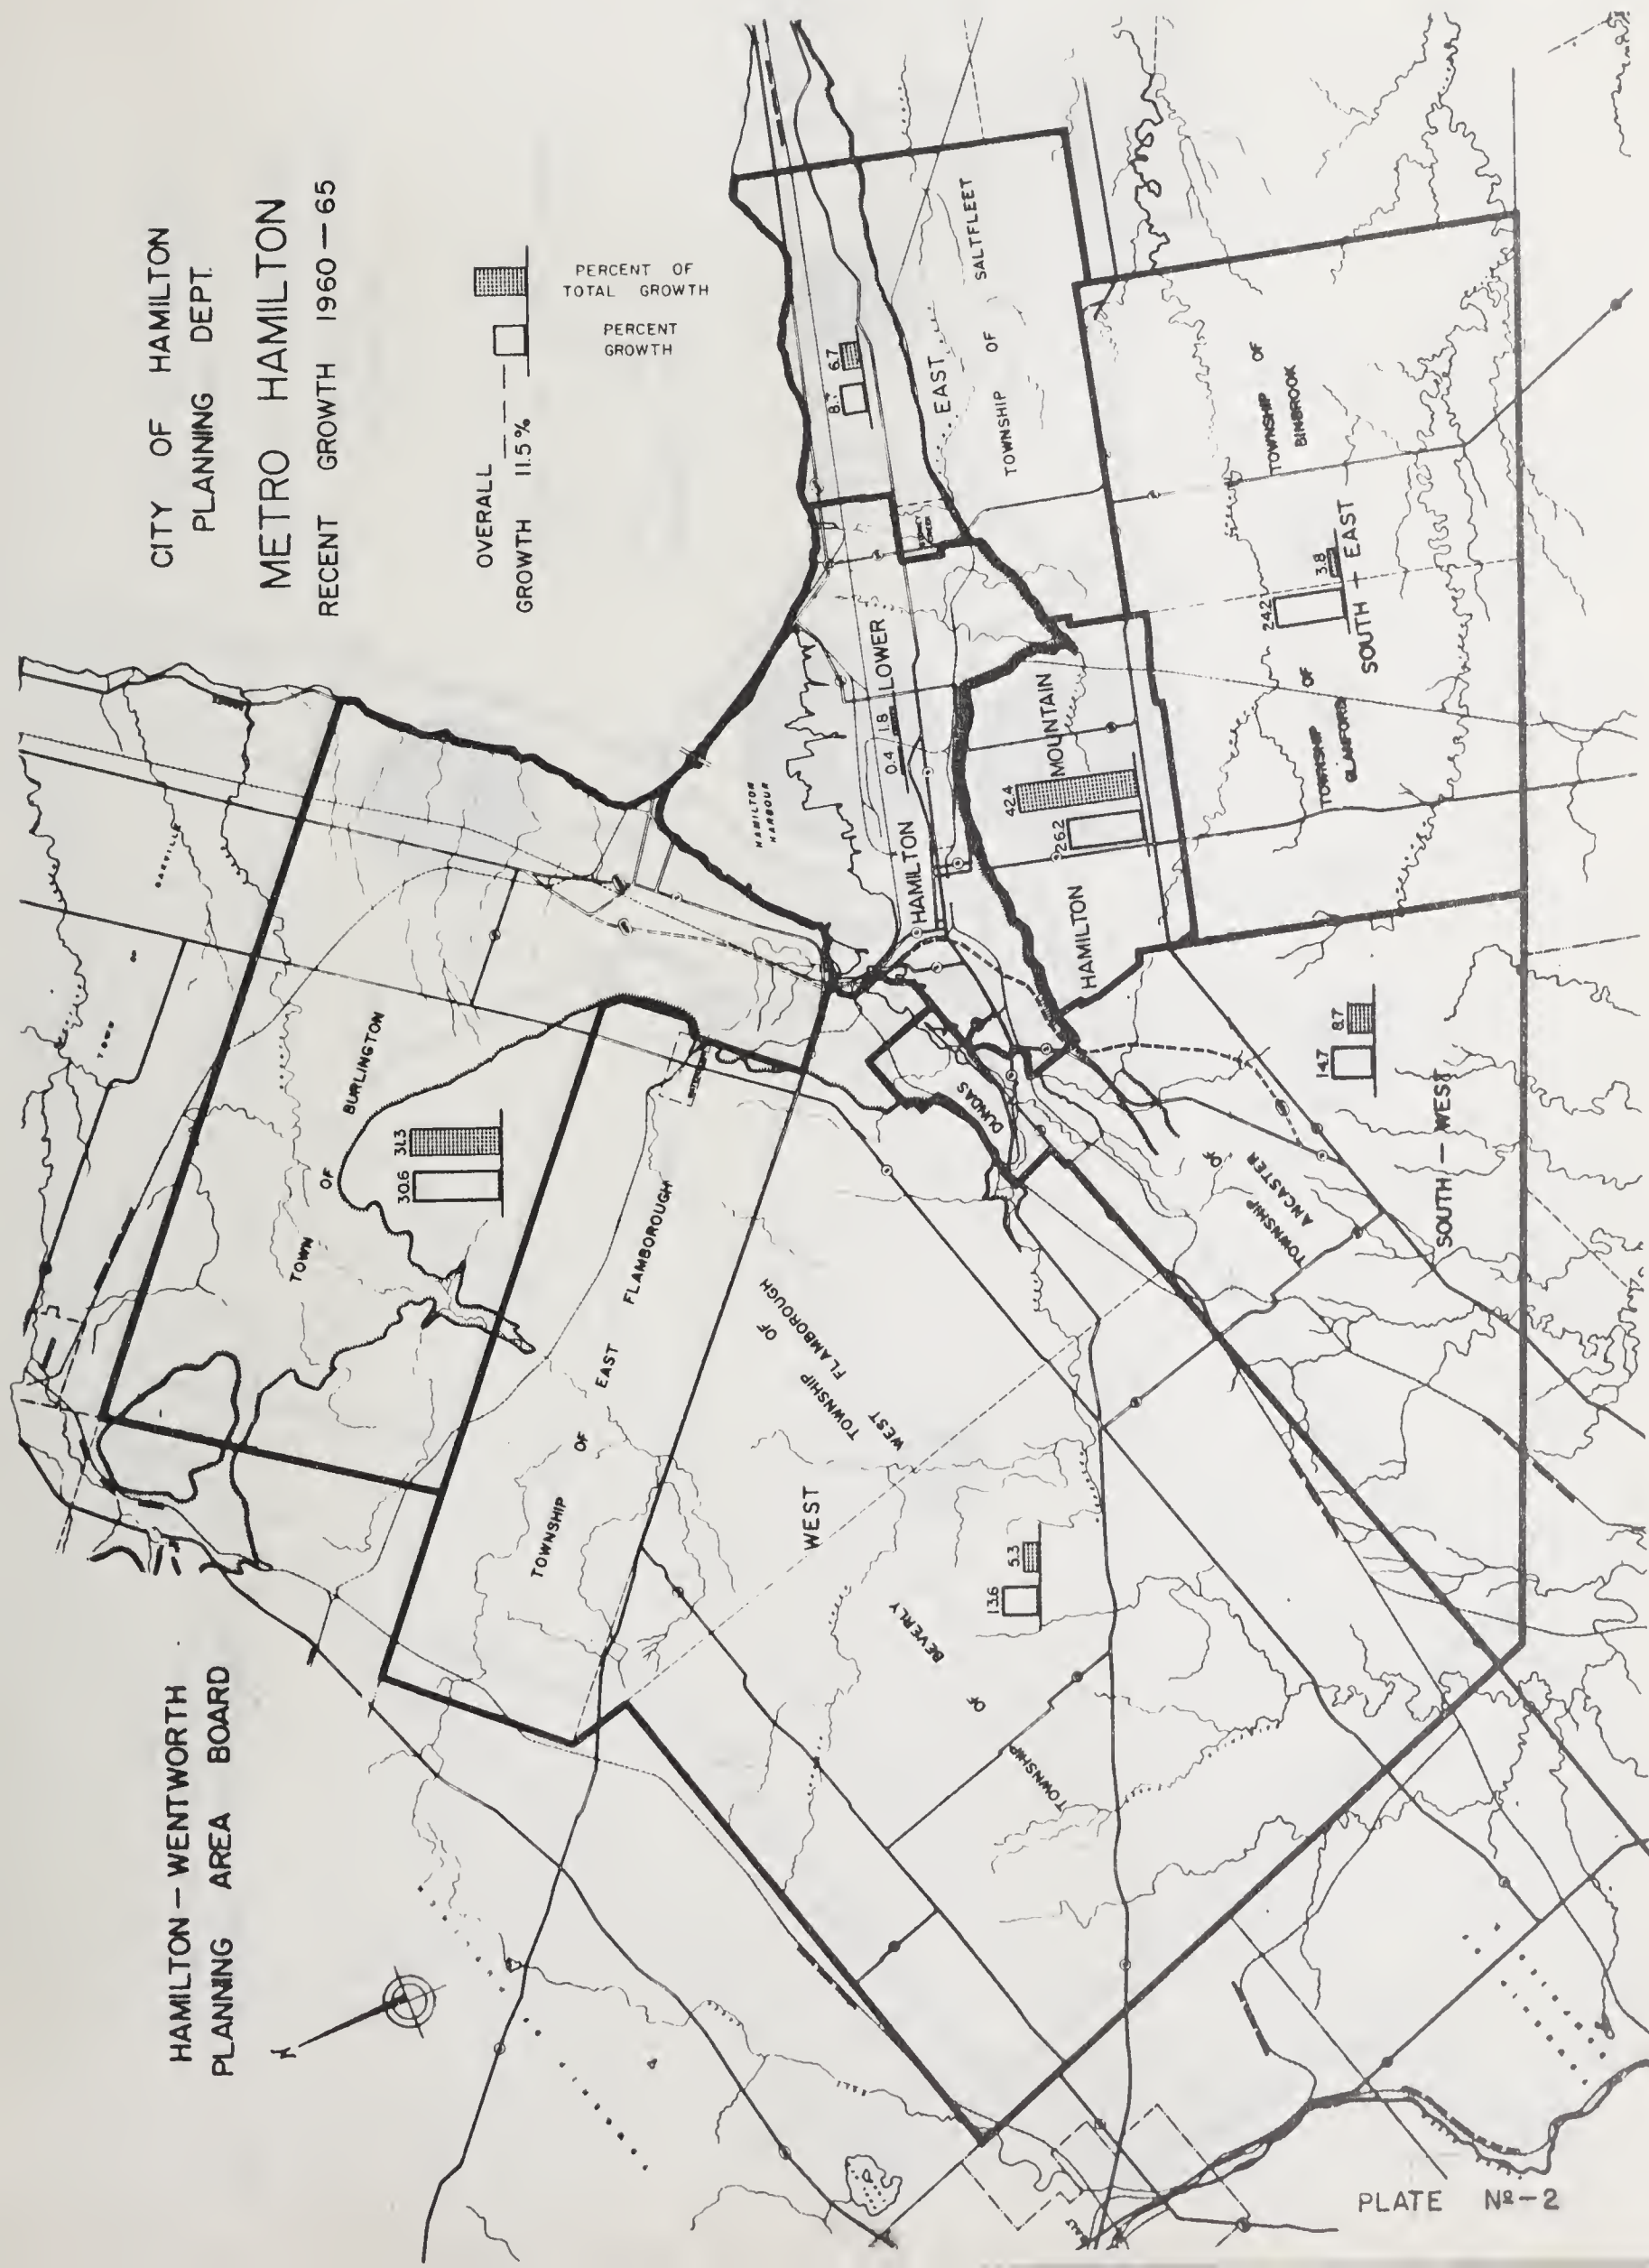 HAMILTON – WENTWORTH
PLANNING AREA BOARD
CITY OF HAMILTON
PLANNING DEPT.
METRO HAMILTON
RECENT GROWTH 1960 – 65
OVERALL
GROWTH 11.5%
PERCENT
GROWTH
PERCENT OF
TOTAL GROWTH
N
OAKVILLE
TOWN
OF
TOWN OF BURLINGTON
30.6 31.3
TOWNSHIP OF EAST FLAMBOROUGH
TOWNSHIP OF
WEST FLAMBOROUGH
WEST
13.6 5.3
TOWNSHIP OF BEVERLY
HAMILTON
HARBOUR
HAMILTON LOWER
0.4 1.8
HAMILTON MOUNTAIN
26.2 42.4
DUNDAS
EAST
6.7
TOWNSHIP OF SALTFLEET
TOWNSHIP OF
ANCASTER
14.7 8.7
SOUTH – WEST
TOWNSHIP OF
GLANFORD
TOWNSHIP OF
BINBROOK
24.2 3.8
SOUTH – EAST
PLATE Nº – 2